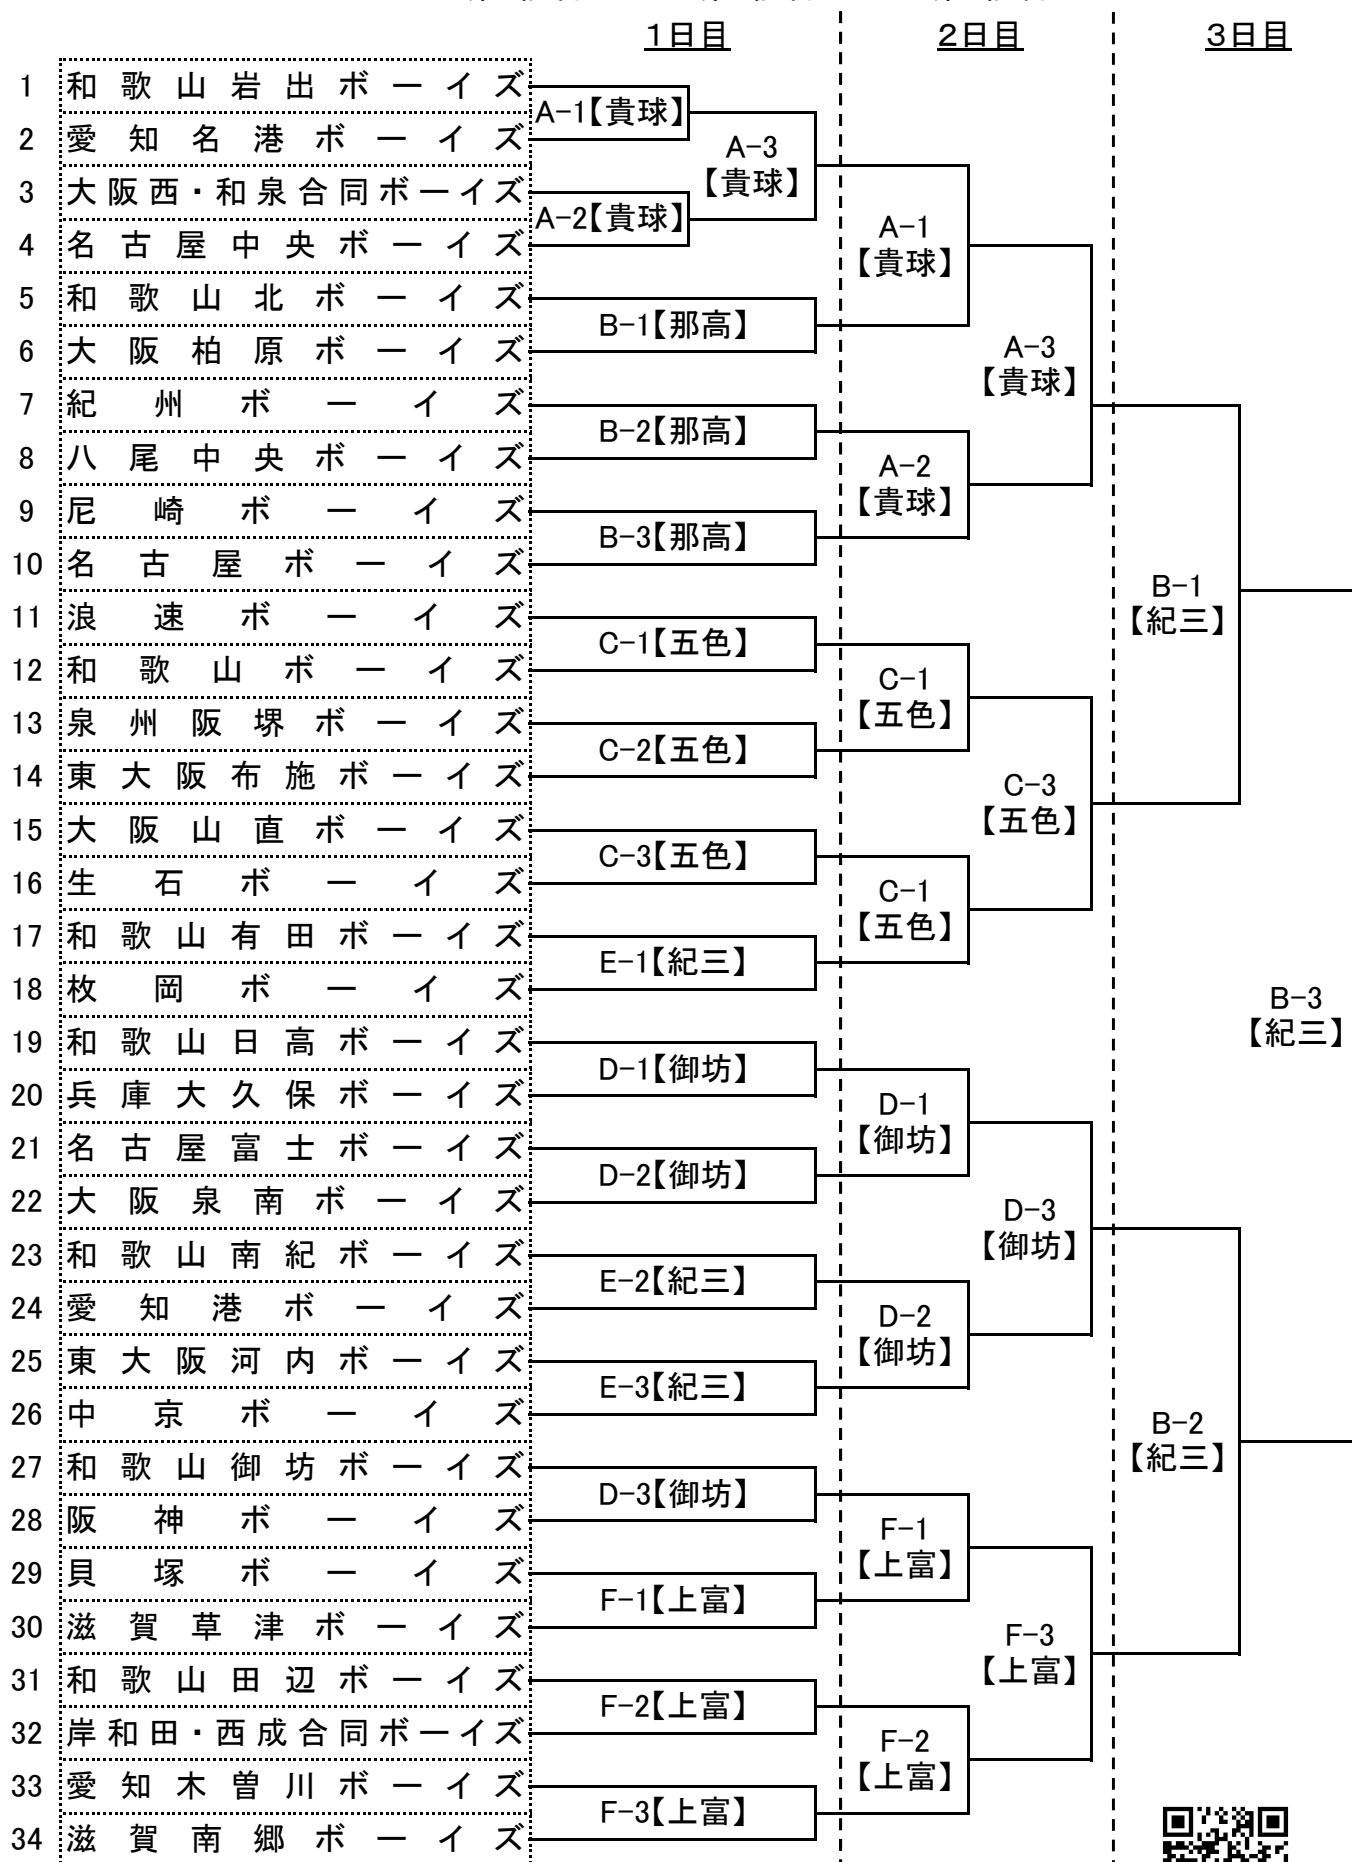 1日目 2日目 3日目
1 和歌山岩出ボーイズ
2 愛知名港ボーイズ
3 大阪西・和泉合同ボーイズ
4 名古屋中央ボーイズ
5 和歌山北ボーイズ
6 大阪柏原ボーイズ
7 紀州ボーイズ
8 八尾中央ボーイズ
9 尼崎ボーイズ
10 名古屋ボーイズ
11 浪速ボーイズ
12 和歌山ボーイズ
13 泉州阪堺ボーイズ
14 東大阪布施ボーイズ
15 大阪山直ボーイズ
16 生石ボーイズ
17 和歌山有田ボーイズ
18 枚岡ボーイズ
19 和歌山日高ボーイズ
20 兵庫大久保ボーイズ
21 名古屋富士ボーイズ
22 大阪泉南ボーイズ
23 和歌山南紀ボーイズ
24 愛知港ボーイズ
25 東大阪河内ボーイズ
26 中京ボーイズ
27 和歌山御坊ボーイズ
28 阪神ボーイズ
29 貝塚ボーイズ
30 滋賀草津ボーイズ
31 和歌山田辺ボーイズ
32 岸和田・西成合同ボーイズ
33 愛知木曽川ボーイズ
34 滋賀南郷ボーイズ
A-1【貴球】
A-2【貴球】
A-3
【貴球】
B-1【那高】
B-2【那高】
B-3【那高】
C-1【五色】
C-2【五色】
C-3【五色】
E-1【紀三】
D-1【御坊】
D-2【御坊】
E-2【紀三】
E-3【紀三】
D-3【御坊】
F-1【上富】
F-2【上富】
F-3【上富】
A-1
【貴球】
A-2
【貴球】
C-1
【五色】
C-1
【五色】
D-1
【御坊】
D-2
【御坊】
F-1
【上富】
F-2
【上富】
A-3
【貴球】
C-3
【五色】
D-3
【御坊】
F-3
【上富】
B-1
【紀三】
B-2
【紀三】
B-3
【紀三】